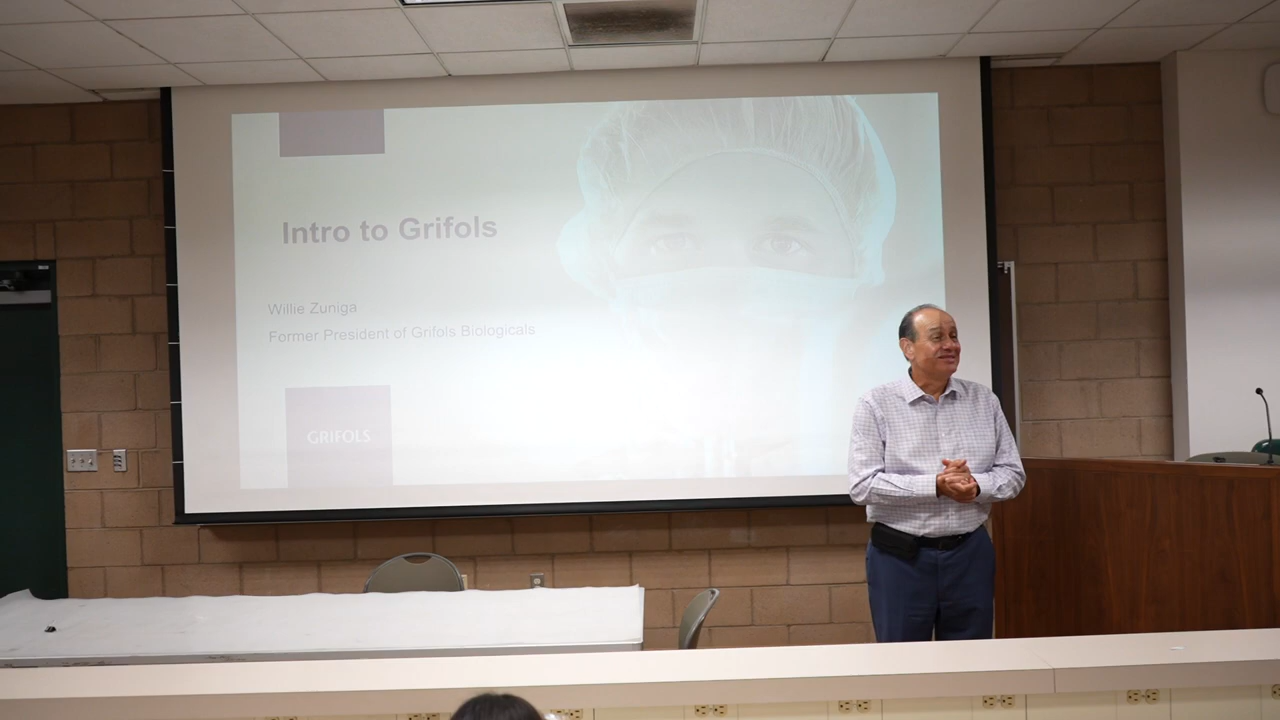 Intro to Grifols
Willie Zuniga
Former President of Grifols Biologicals
GRIFOLS